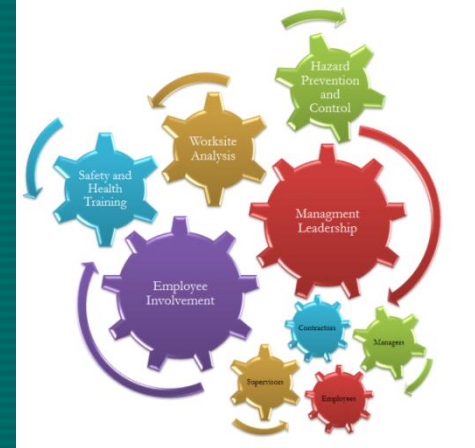 Hazard
Prevention
and
Control
Worksite
Analysis
Safety and
Health
Training
Managment
Leadership
Employee
Involvement
Contractors
Managers
Supervisors
Employees